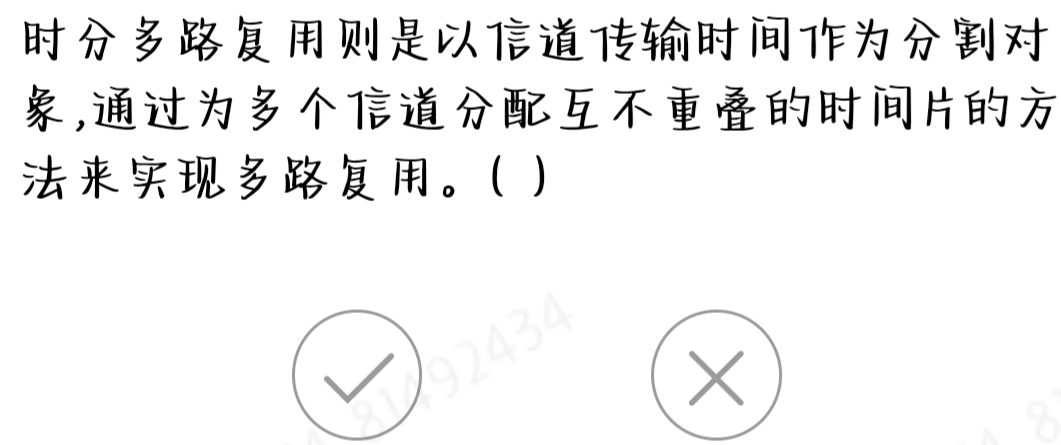 时分多路复用则是以信道传输时间作为分割对
象,通过为多个信道分配互不重叠的时间片的方
法来实现多路复用。( )
81492434